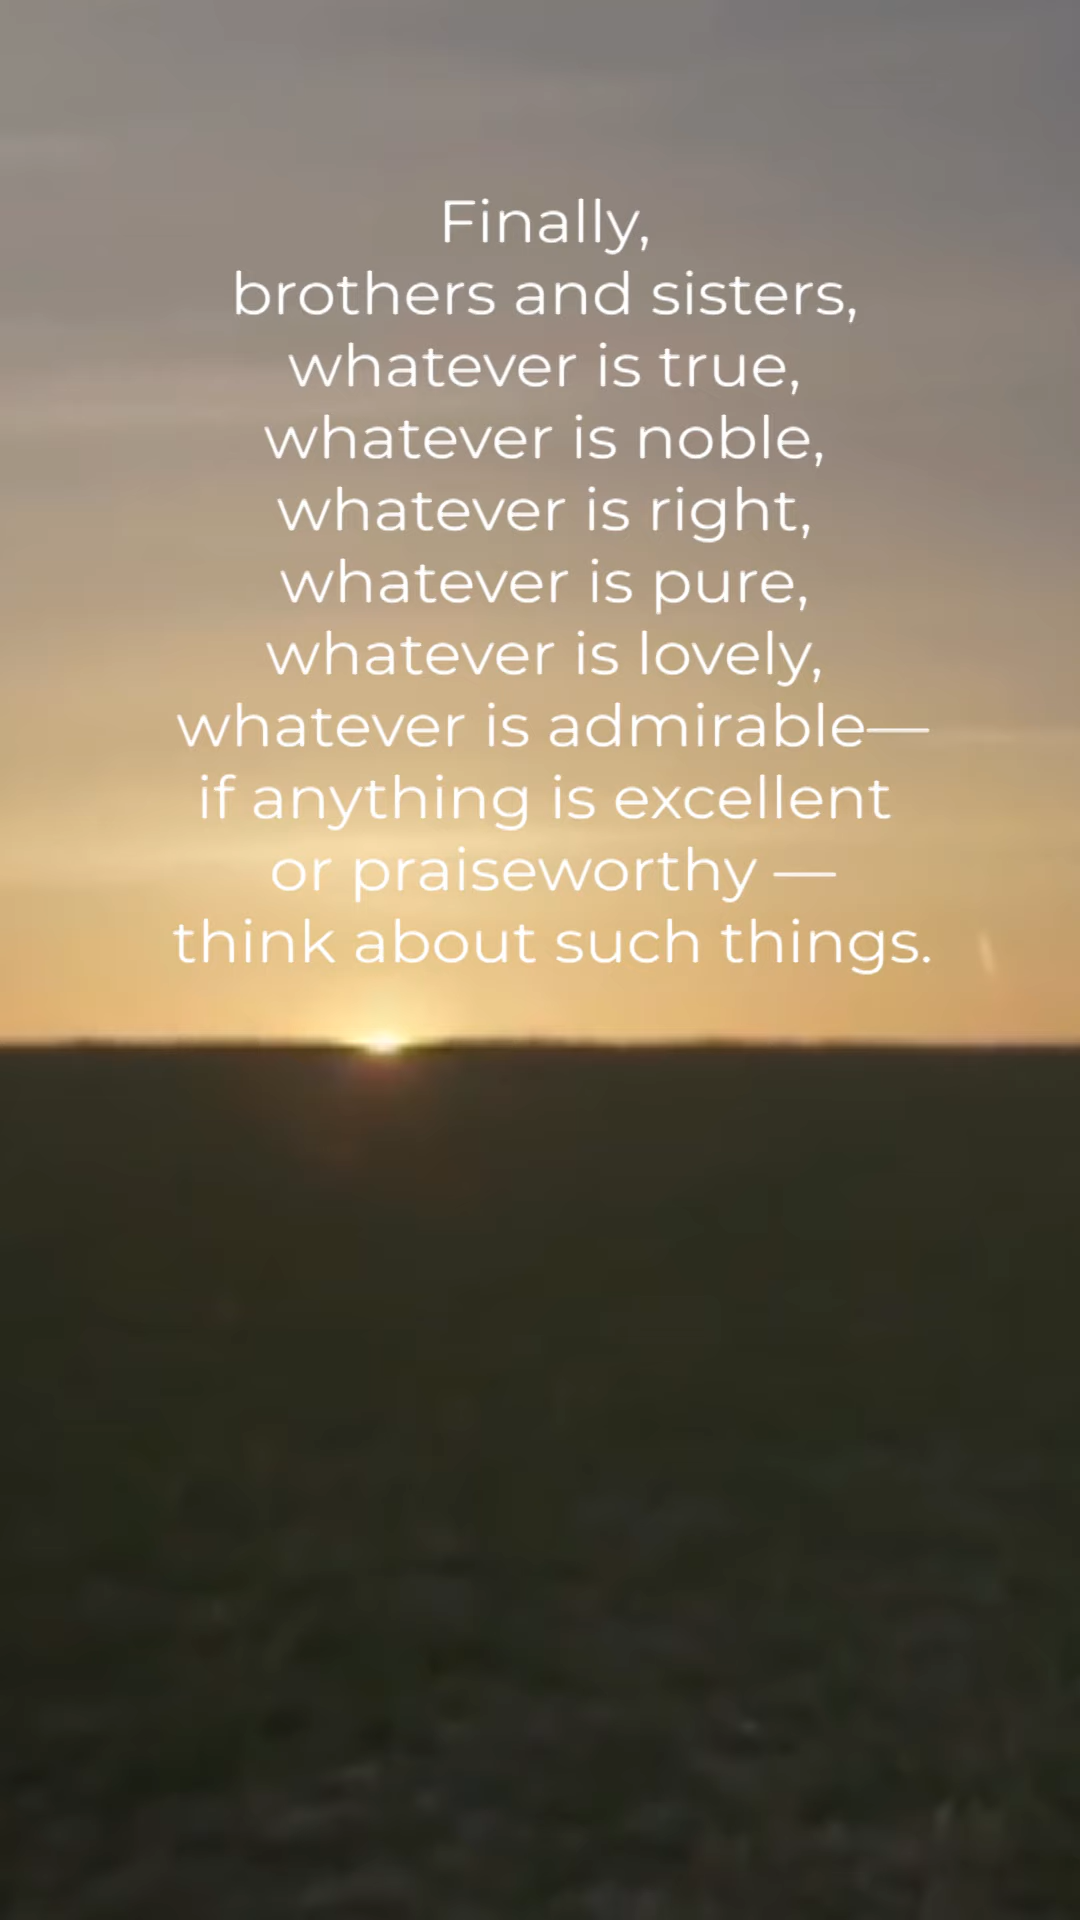 Finally,
brothers and sisters,
whatever is true,
whatever is noble,
whatever is right,
whatever is pure,
whatever is lovely,
whatever is admirable—
if anything is excellent
or praiseworthy —
think about such things.